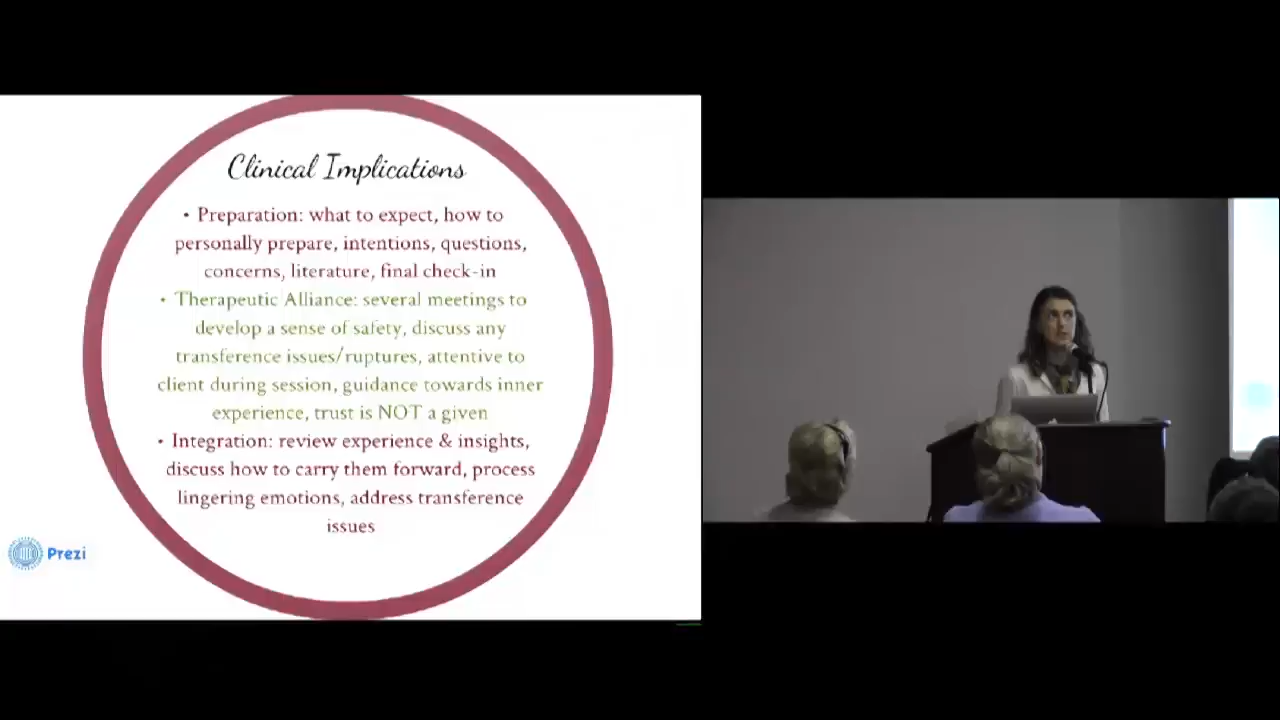 Clinical Implications
• Preparation: what to expect, how to
personally prepare, intentions, questions,
concerns, literature, final check-in
• Therapeutic Alliance: several meetings to
develop a sense of safety, discuss any
transference issues/ruptures, attentive to
client during session, guidance towards inner
experience, trust is NOT a given
• Integration: review experience & insights,
discuss how to carry them forward, process
lingering emotions, address transference
issues
Prezi